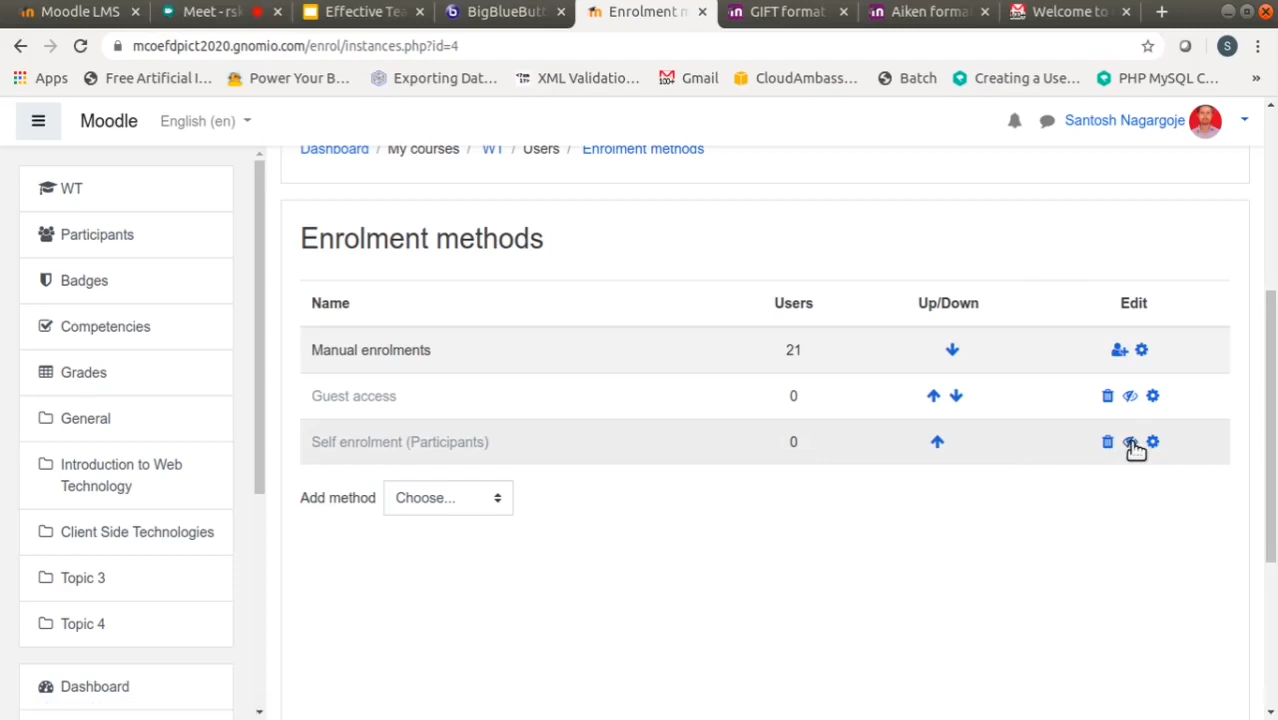 Moodle LMS
Meet - rsk
Effective Tea
BigBlueButt
Enrolment m
GIFT format
Aiken forma
Welcome to
mcoefdpict2020.gnomio.com/enrol/instances.php?id=4
S
Apps
Free Artificial I...
Power Your B...
Exporting Dat...
XML Validatio...
Gmail
CloudAmbass...
Batch
Creating a Use...
PHP MySQL C...
»
Moodle
English (en)
Santosh Nagargoje
Dashboard / My courses / WT / Users / Enrolment methods
WT
Participants
Badges
Competencies
Grades
General
Introduction to Web
Technology
Client Side Technologies
Topic 3
Topic 4
Dashboard
Enrolment methods
Name Users Up/Down Edit
Manual enrolments 21
Guest access 0
Self enrolment (Participants) 0
Add method Choose...